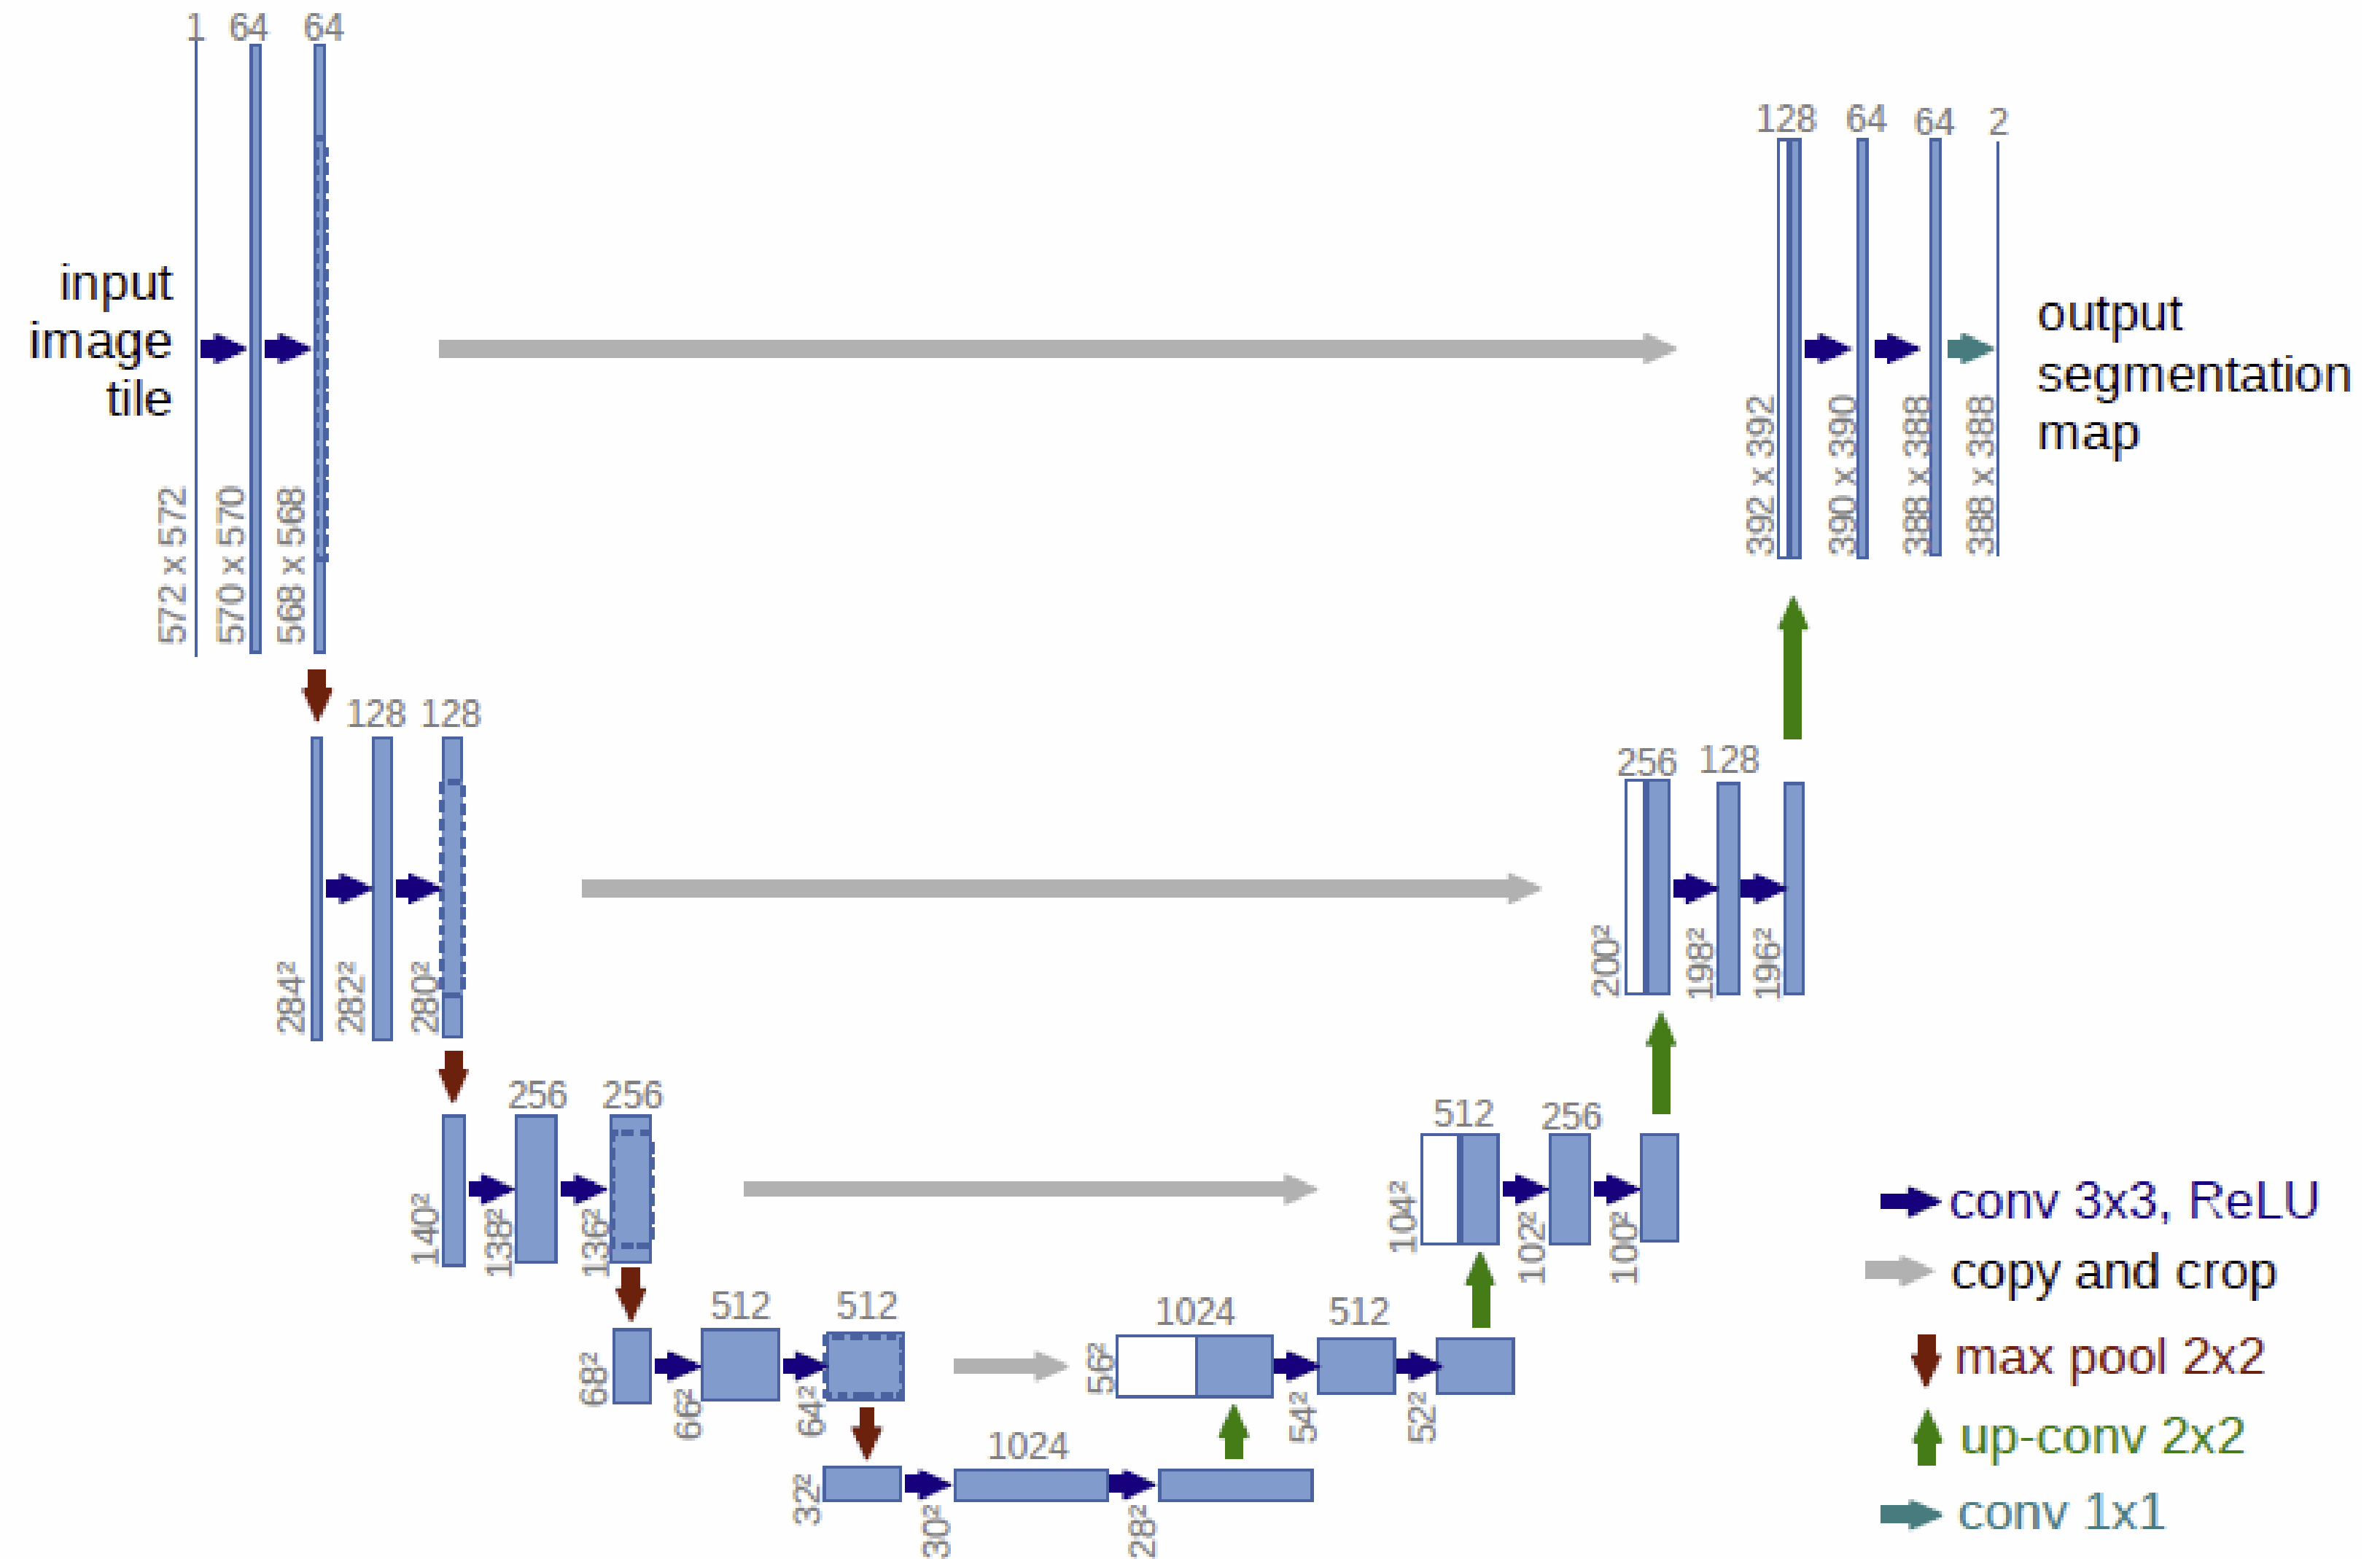 1 64 64
input
image
tile
572 x 572
570 x 570
568 x 568
128 64 64 2
output
segmentation
map
392 x 392
390 x 390
388 x 388
388 x 388
128 128
284²
282²
280²
256 128
200²
198²
196²
256 256
140²
138²
136²
512 256
104²
102²
100²
512 512
68²
66²
64²
1024 512
56²
54²
52²
1024
32²
30²
28²
conv 3x3, ReLU
copy and crop
max pool 2x2
up-conv 2x2
conv 1x1